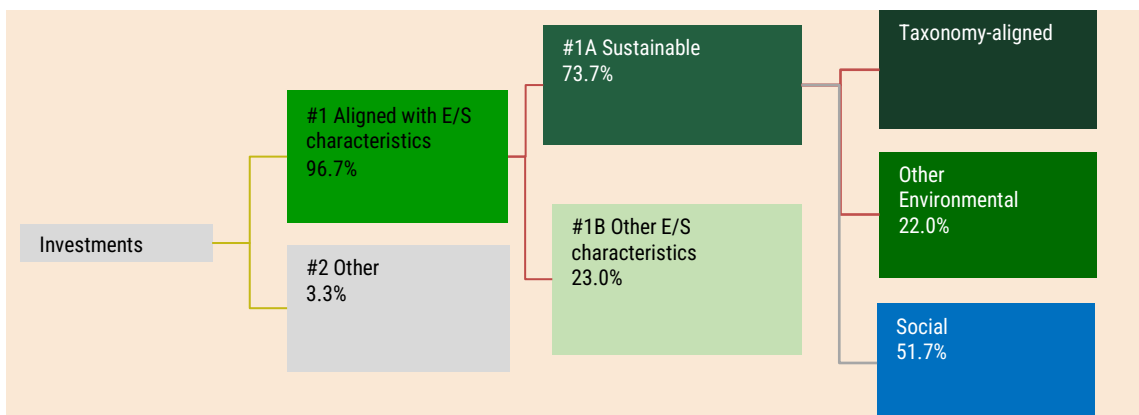 Investments
#1 Aligned with E/S
characteristics
96.7%
#2 Other
3.3%
#1A Sustainable
73.7%
#1B Other E/S
characteristics
23.0%
Taxonomy-aligned
Other
Environmental
22.0%
Social
51.7%